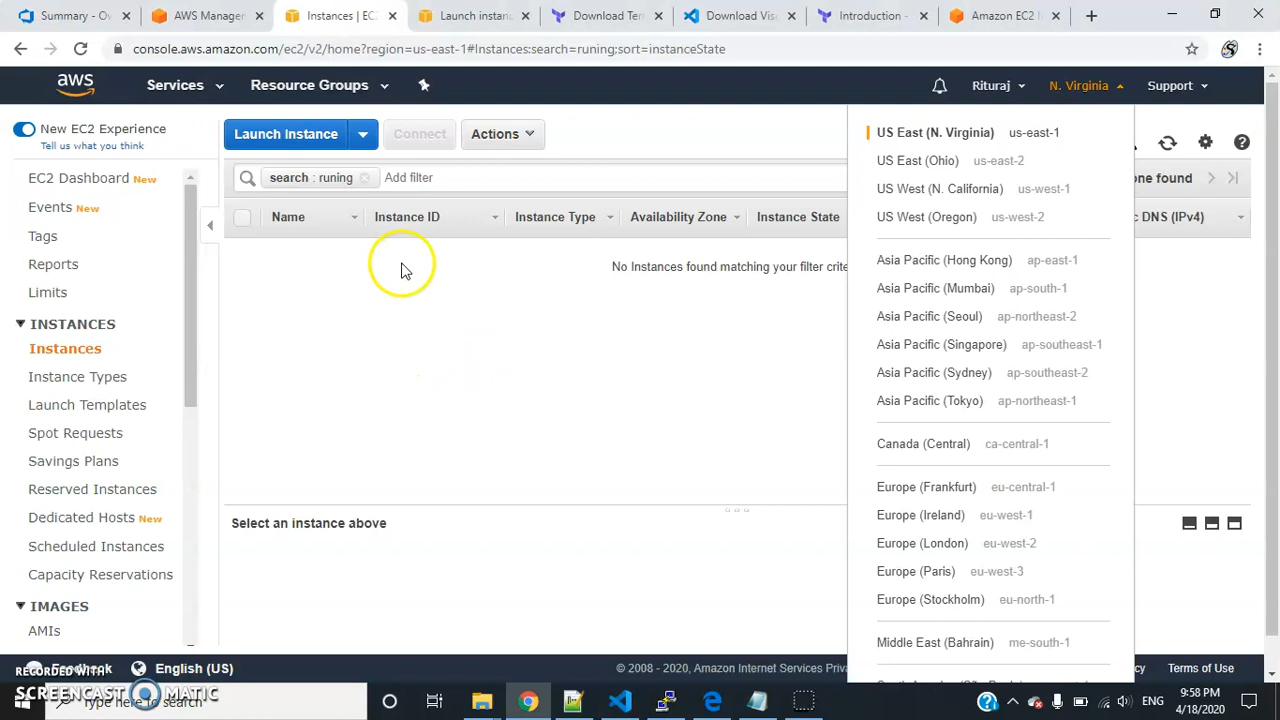 Summary - Ov
AWS Manage
Instances | EC
Launch instan
Download Ter
Download Vis
Introduction -
Amazon EC2 h
console.aws.amazon.com/ec2/v2/home?region=us-east-1#Instances:search=runing;sort=instanceState
aws
Services
Resource Groups
Rituraj
N. Virginia
Support
New EC2 Experience
Tell us what you think
EC2 Dashboard New
Events New
Tags
Reports
Limits
INSTANCES
Instances
Instance Types
Launch Templates
Spot Requests
Savings Plans
Reserved Instances
Dedicated Hosts New
Scheduled Instances
Capacity Reservations
IMAGES
AMIs
Launch Instance
Connect
Actions
search : runing
Add filter
one found
Name
Instance ID
Instance Type
Availability Zone
Instance State
DNS (IPv4)
No Instances found matching your filter crite
Select an instance above
US East (N. Virginia) us-east-1
US East (Ohio) us-east-2
US West (N. California) us-west-1
US West (Oregon) us-west-2
Asia Pacific (Hong Kong) ap-east-1
Asia Pacific (Mumbai) ap-south-1
Asia Pacific (Seoul) ap-northeast-2
Asia Pacific (Singapore) ap-southeast-1
Asia Pacific (Sydney) ap-southeast-2
Asia Pacific (Tokyo) ap-northeast-1
Canada (Central) ca-central-1
Europe (Frankfurt) eu-central-1
Europe (Ireland) eu-west-1
Europe (London) eu-west-2
Europe (Paris) eu-west-3
Europe (Stockholm) eu-north-1
Middle East (Bahrain) me-south-1
Feedback
English (US)
© 2008 - 2020, Amazon Internet Services Priva
cy
Terms of Use
RECORDED WITH
SCREENCAST MATIC
Type here to search
ENG
9:58 PM
4/18/2020